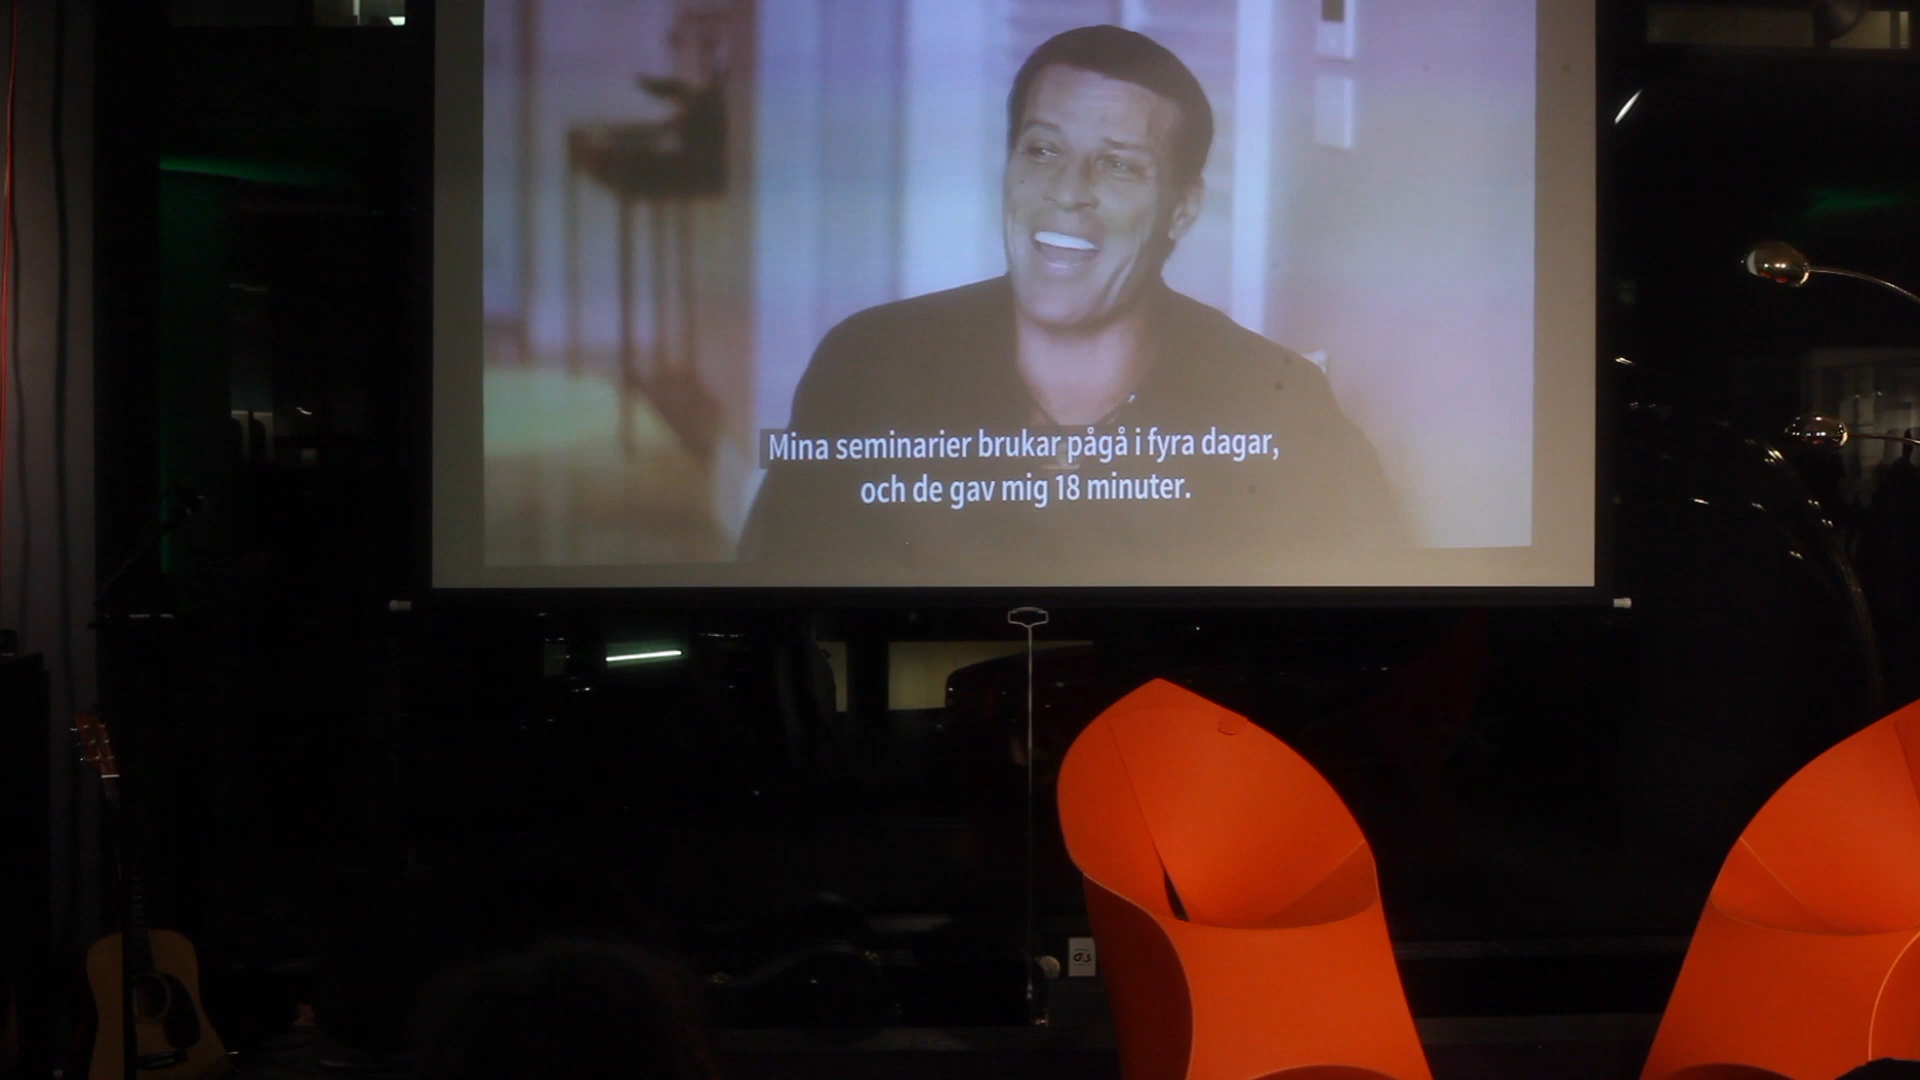 Mina seminarier brukar pågå i fyra dagar,
och de gav mig 18 minuter.